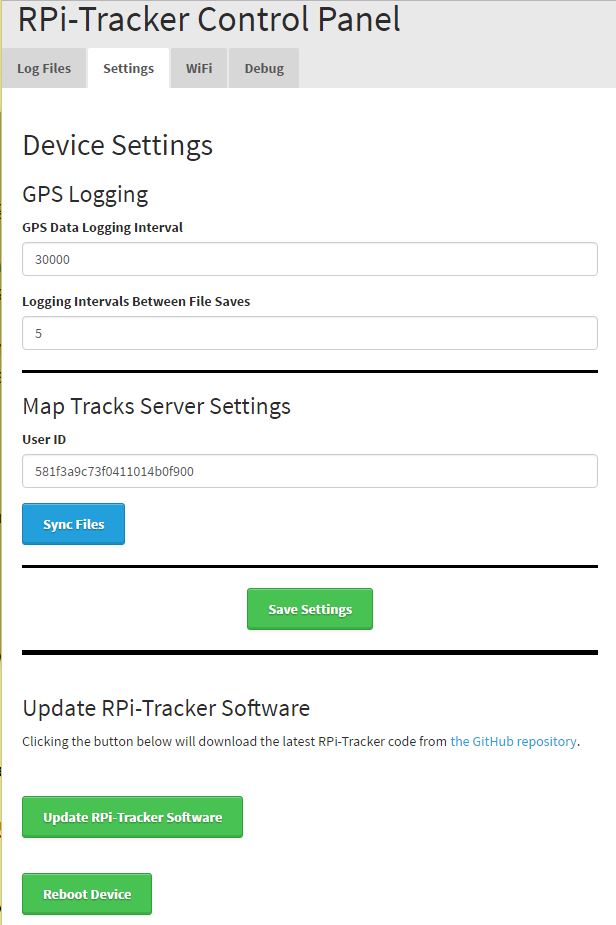 RPi-Tracker Control Panel
Log Files Settings WiFi Debug
Device Settings
GPS Logging
GPS Data Logging Interval
30000
Logging Intervals Between File Saves
5
Map Tracks Server Settings
User ID
581f3a9c73f0411014b0f900
Sync Files
Save Settings
Update RPi-Tracker Software
Clicking the button below will download the latest RPi-Tracker code from the GitHub repository.
Update RPi-Tracker Software
Reboot Device